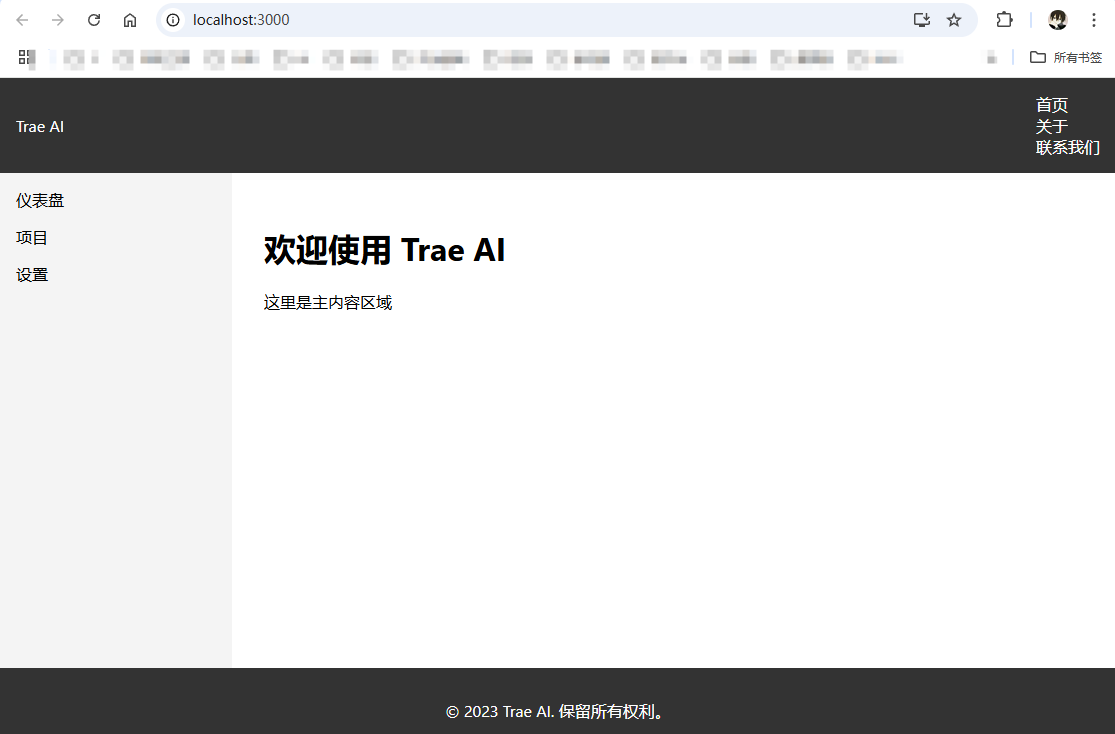 localhost:3000
所有书签
Trae AI
首页
关于
联系我们
仪表盘
项目
设置
欢迎使用 Trae AI
这里是主内容区域
© 2023 Trae AI. 保留所有权利。